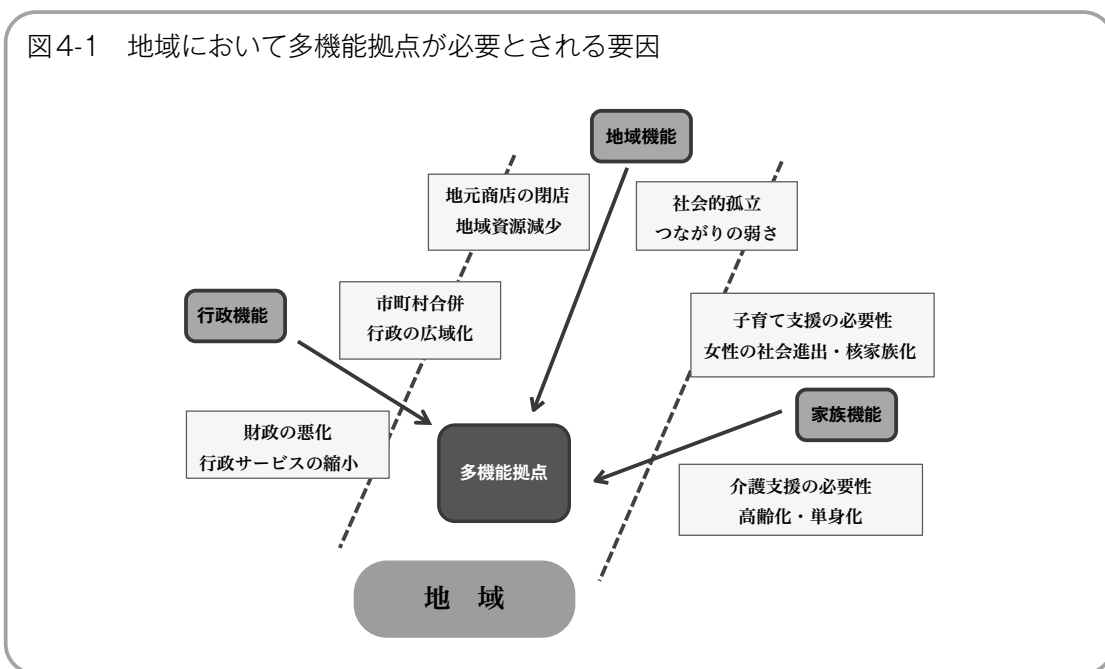 図4-1　地域において多機能拠点が必要とされる要因
地域機能
地元商店の閉店
地域資源減少
社会的孤立
つながりの弱さ
行政機能
市町村合併
行政の広域化
子育て支援の必要性
女性の社会進出・核家族化
家族機能
財政の悪化
行政サービスの縮小
多機能拠点
介護支援の必要性
高齢化・単身化
地　域